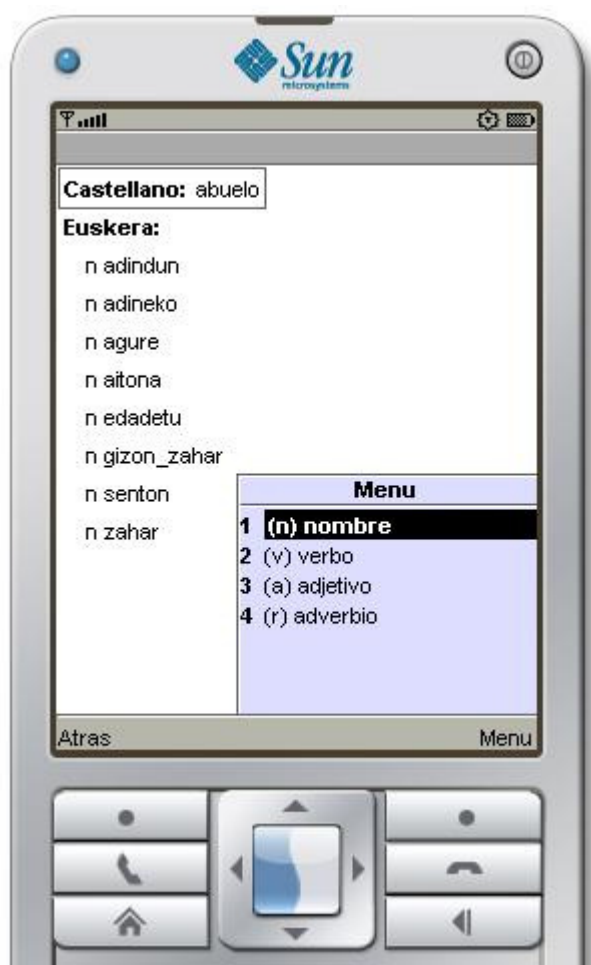 Sun
microsystems
Castellano: abuelo
Euskera:
n adindun
n adineko
n agure
n aitona
n edadetu
n gizon_zahar
n senton
n zahar
Menu
1 (n) nombre
2 (v) verbo
3 (a) adjetivo
4 (r) adverbio
Atras
Menu